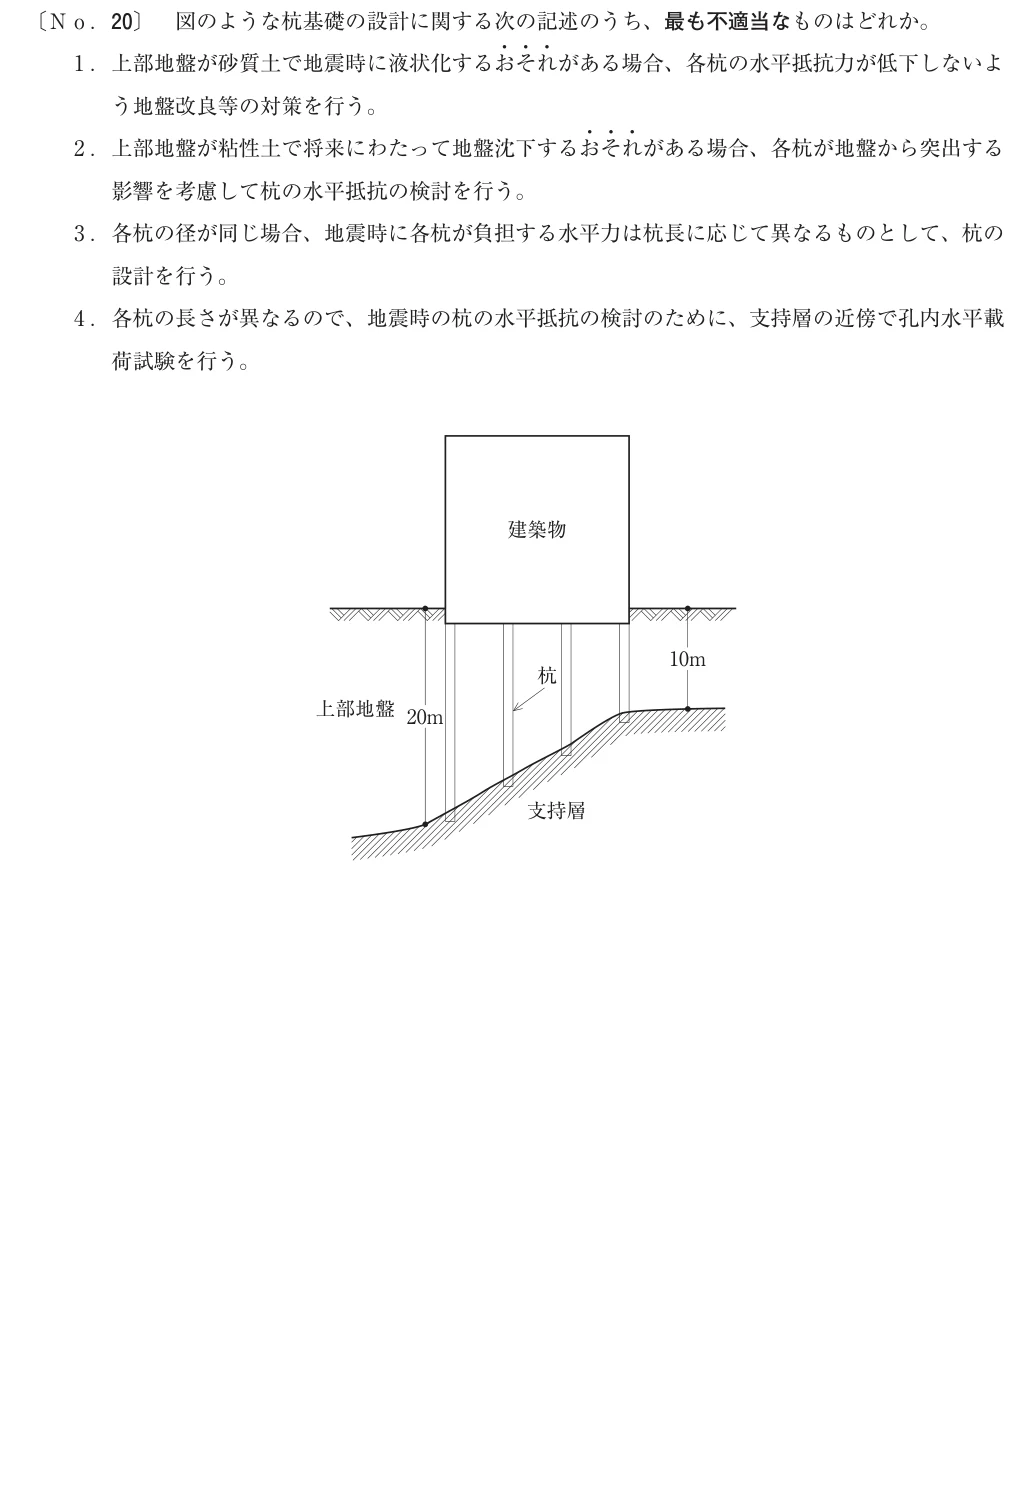 〔Ｎｏ．20〕　図のような杭基礎の設計に関する次の記述のうち、最も不適当なものはどれか。
１．上部地盤が砂質土で地震時に液状化するおそれがある場合、各杭の水平抵抗力が低下しないよ
う地盤改良等の対策を行う。
２．上部地盤が粘性土で将来にわたって地盤沈下するおそれがある場合、各杭が地盤から突出する
影響を考慮して杭の水平抵抗の検討を行う。
３．各杭の径が同じ場合、地震時に各杭が負担する水平力は杭長に応じて異なるものとして、杭の
設計を行う。
４．各杭の長さが異なるので、地震時の杭の水平抵抗の検討のために、支持層の近傍で孔内水平載
荷試験を行う。
建築物
10m
杭
上部地盤
20m
支持層